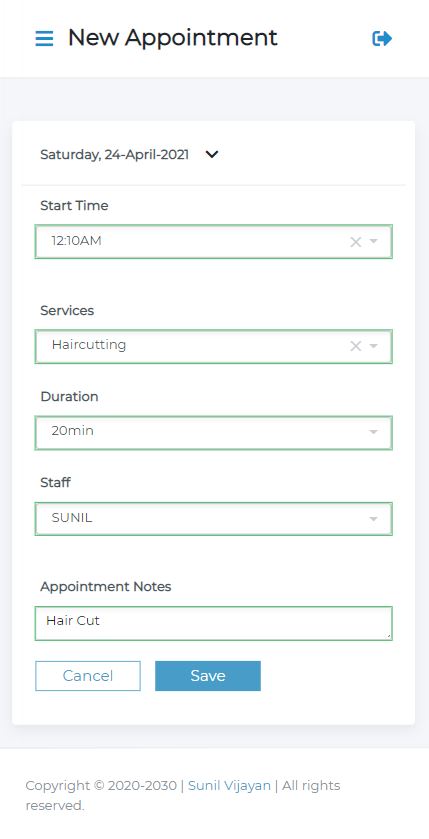 New Appointment
Saturday, 24-April-2021
Start Time
12:10AM
Services
Haircutting
Duration
20min
Staff
SUNIL
Appointment Notes
Hair Cut
Cancel Save
Copyright © 2020-2030 | Sunil Vijayan | All rights
reserved.